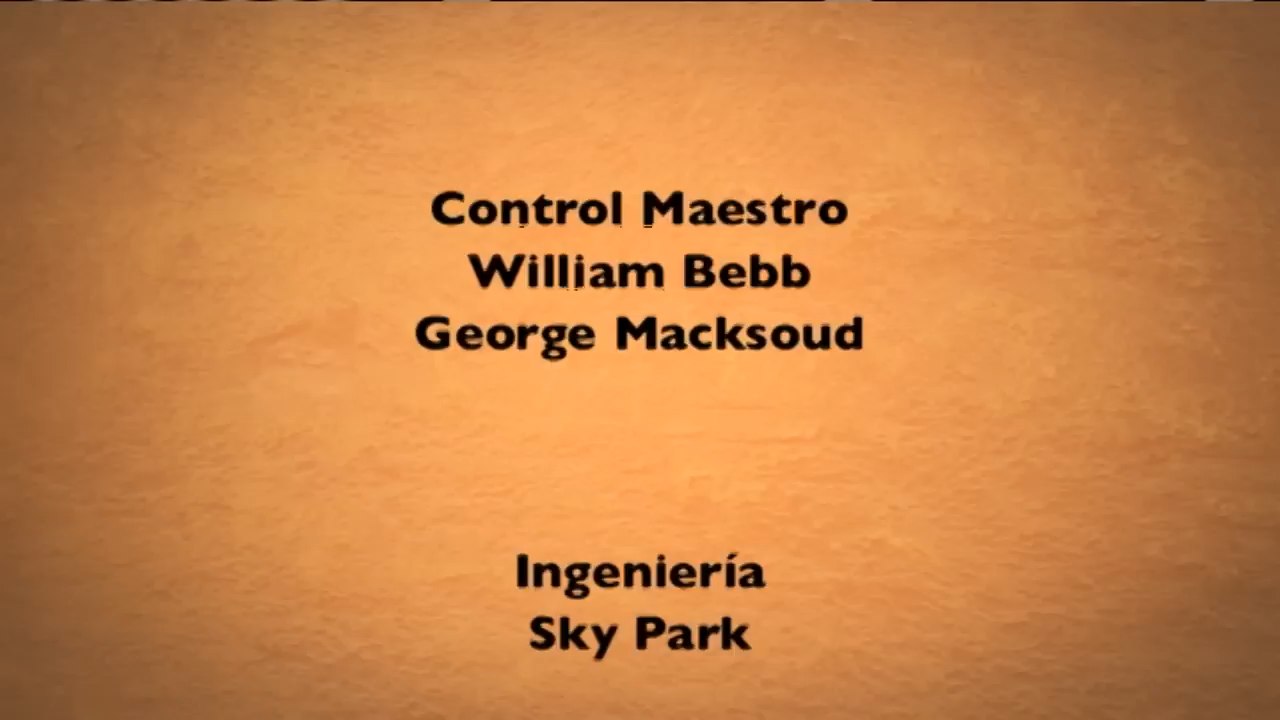 Control Maestro
William Bebb
George Macksoud
Ingeniería
Sky Park